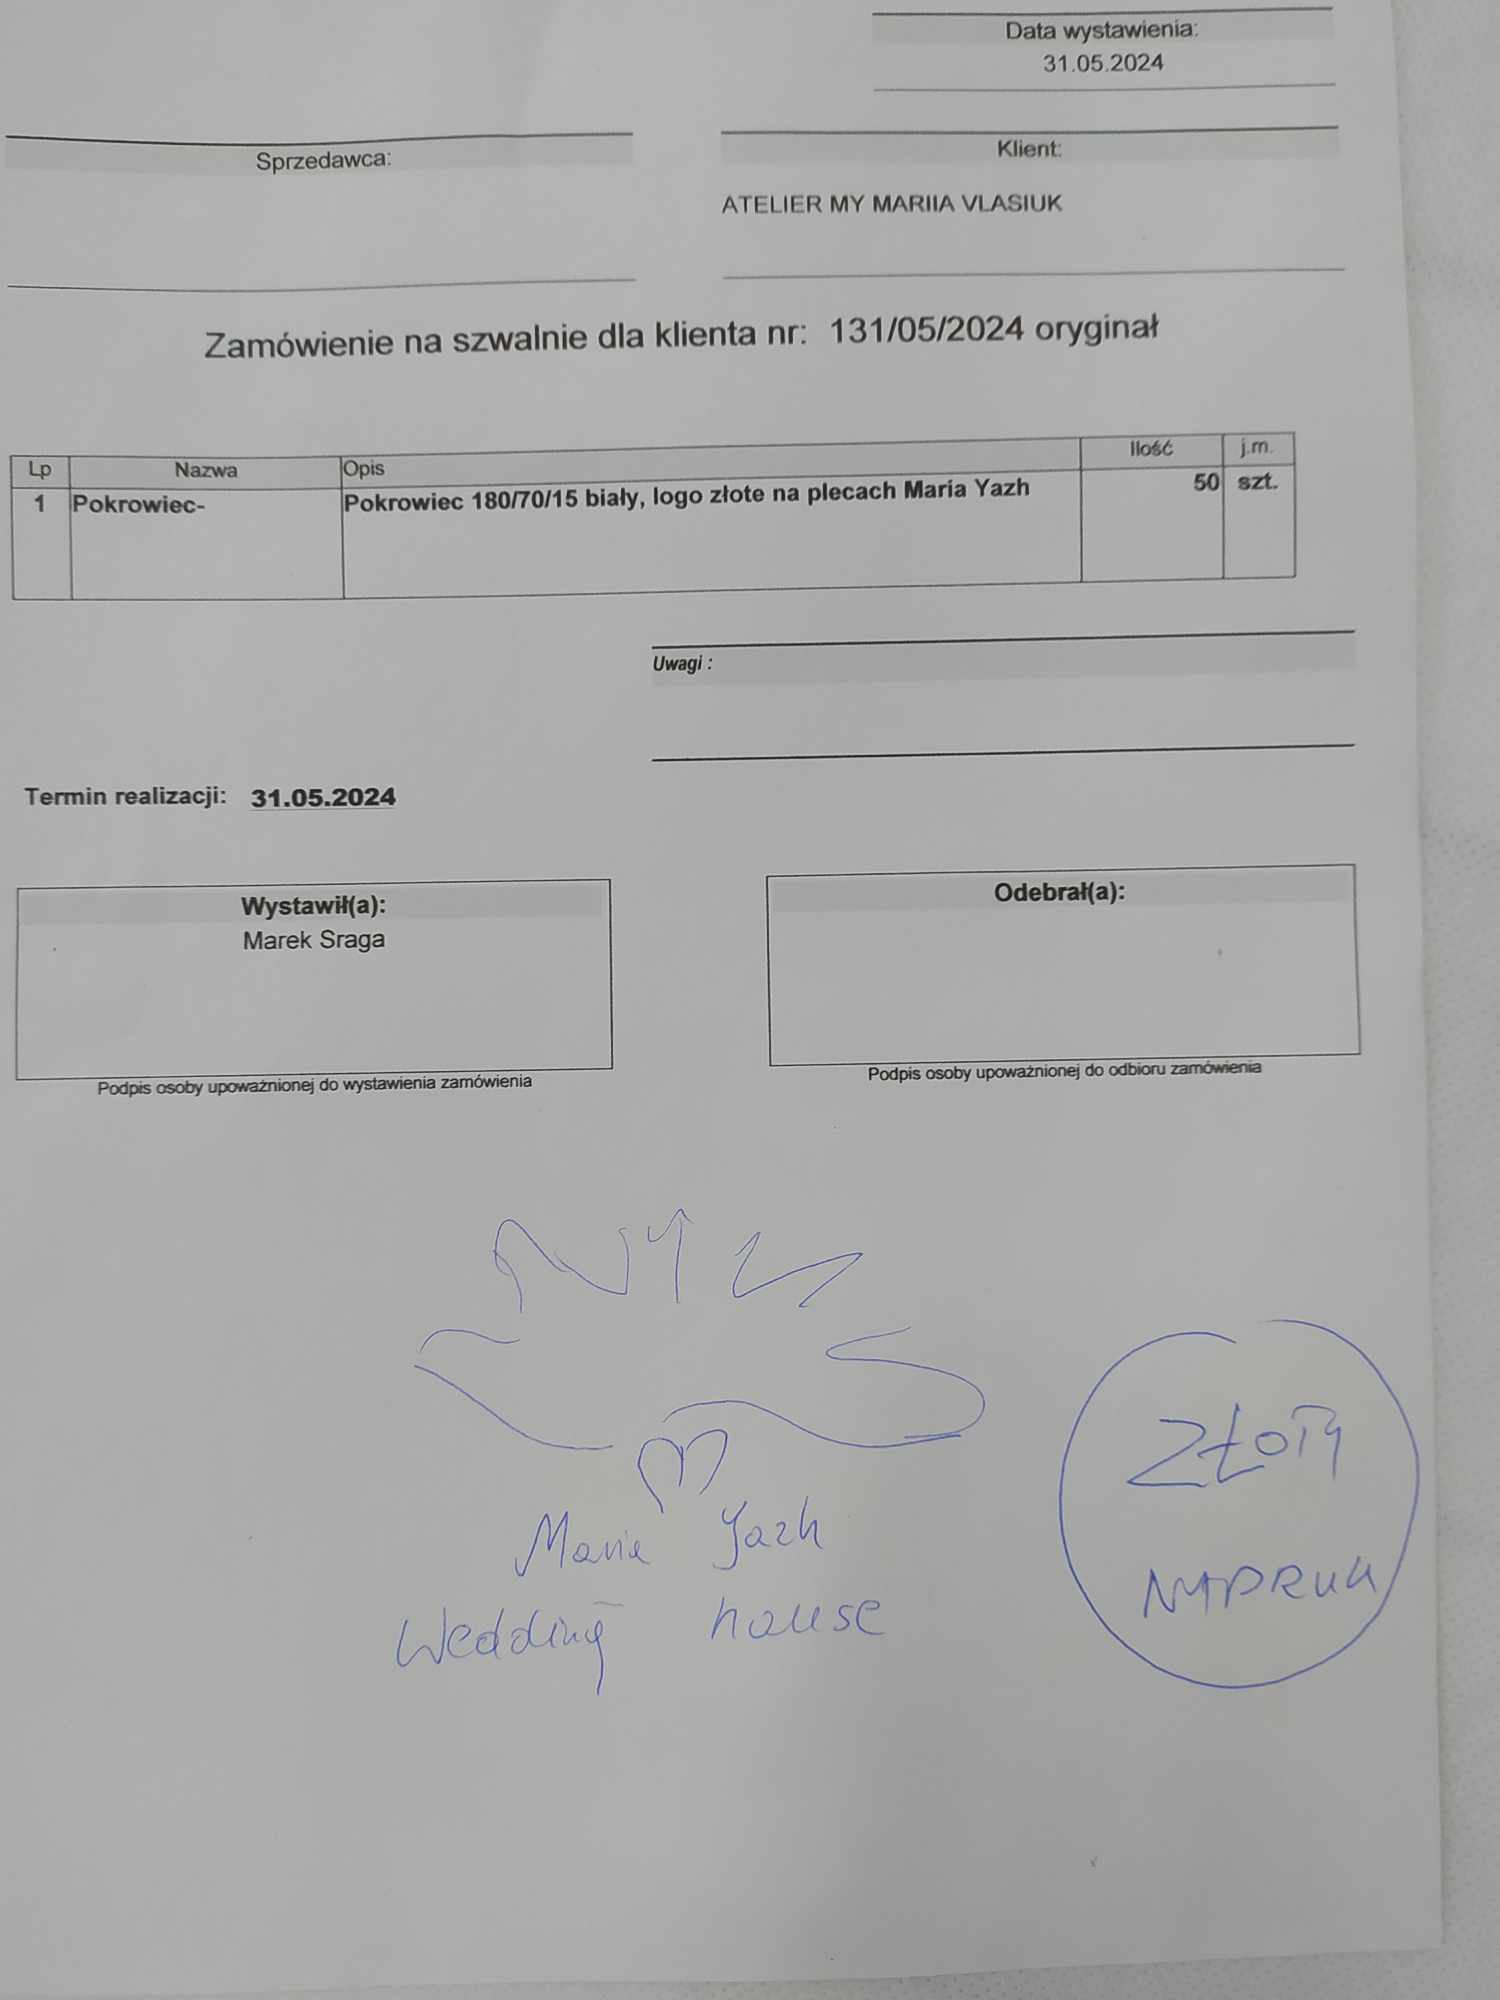 Data wystawienia:
31.05.2024
Sprzedawca:
Klient:
ATELIER MY MARIIA VLASIUK
Zamówienie na szwalnie dla klienta nr: 131/05/2024 oryginał
Lp Nazwa Opis Ilość j.m.
1 Pokrowiec- Pokrowiec 180/70/15 biały, logo złote na plecach Maria Yazh 50 szt.
Uwagi :
Termin realizacji: 31.05.2024
Wystawił(a):
Marek Sraga
Podpis osoby upoważnionej do wystawienia zamówienia
Odebrał(a):
Podpis osoby upoważnionej do odbioru zamówienia
Maria Yazh
Wedding house
ZŁOTY
NADRUK